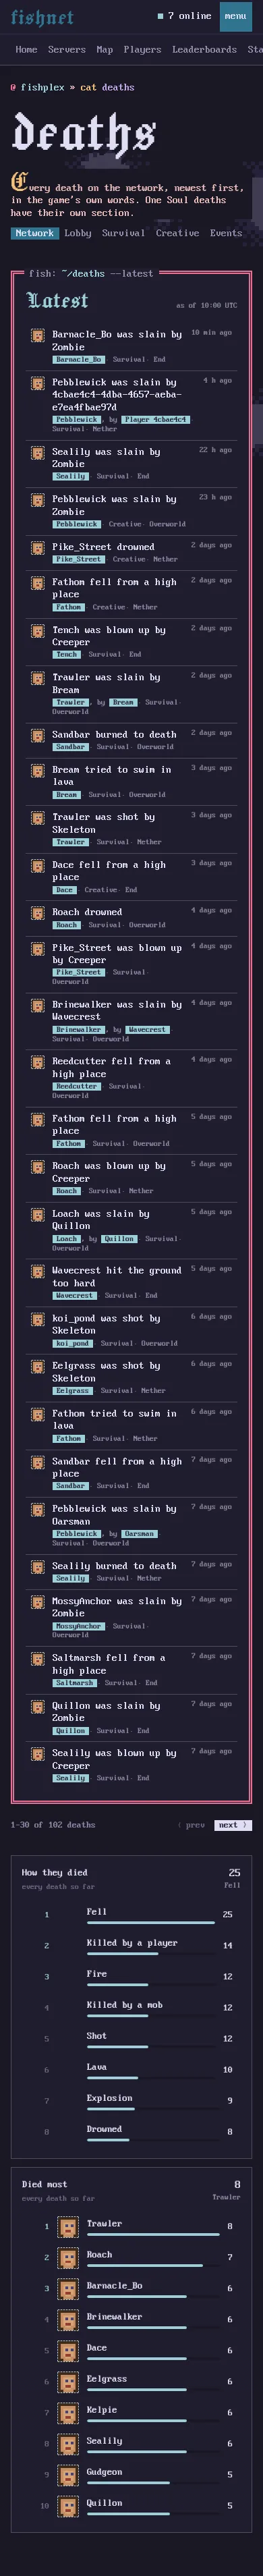 fishnet
7 online menu
Home Servers Map Players Leaderboards Sta
@ fishplex » cat deaths
deaths
Every death on the network, newest first,
in the game's own words. One Soul deaths
have their own section.
Network Lobby Survival Creative Events
fish: ~/deaths --latest
Latest as of 10:00 UTC
Barnacle_Bo was slain by 10 min ago
Zombie
Barnacle_Bo · Survival· End
Pebblewick was slain by 4 h ago
4cbae4c4-4dba-4657-aeba-
e7ea4fbae97d
Pebblewick, by Player 4cbae4c4
Survival· Nether
Sealily was slain by 22 h ago
Zombie
Sealily · Survival· End
Pebblewick was slain by 23 h ago
Zombie
Pebblewick · Creative· Overworld
Pike_Street drowned 2 days ago
Pike_Street · Creative· Nether
Fathom fell from a high 2 days ago
place
Fathom · Creative· Nether
Tench was blown up by 2 days ago
Creeper
Tench · Survival· End
Trawler was slain by 2 days ago
Bream
Trawler, by Bream · Survival·
Overworld
Sandbar burned to death 2 days ago
Sandbar · Survival· Overworld
Bream tried to swim in 3 days ago
lava
Bream · Survival· Overworld
Trawler was shot by 3 days ago
Skeleton
Trawler · Survival· Nether
Dace fell from a high 3 days ago
place
Dace · Creative· End
Roach drowned 4 days ago
Roach · Survival· Overworld
Pike_Street was blown up 4 days ago
by Creeper
Pike_Street · Survival·
Overworld
Brinewalker was slain by 4 days ago
Wavecrest
Brinewalker, by Wavecrest ·
Survival· Overworld
Reedcutter fell from a 4 days ago
high place
Reedcutter · Survival·
Overworld
Fathom fell from a high 5 days ago
place
Fathom · Survival· Overworld
Roach was blown up by 5 days ago
Creeper
Roach · Survival· Nether
Loach was slain by 5 days ago
Quillon
Loach, by Quillon · Survival·
Overworld
Wavecrest hit the ground 5 days ago
too hard
Wavecrest · Survival· End
koi_pond was shot by 6 days ago
Skeleton
koi_pond · Survival· Overworld
Eelgrass was shot by 6 days ago
Skeleton
Eelgrass · Survival· Nether
Fathom tried to swim in 6 days ago
lava
Fathom · Survival· Nether
Sandbar fell from a high 7 days ago
place
Sandbar · Survival· End
Pebblewick was slain by 7 days ago
Oarsman
Pebblewick, by Oarsman ·
Survival· Overworld
Sealily burned to death 7 days ago
Sealily · Survival· Nether
MossyAnchor was slain by 7 days ago
Zombie
MossyAnchor · Survival·
Overworld
Saltmarsh fell from a 7 days ago
high place
Saltmarsh · Survival· End
Quillon was slain by 7 days ago
Zombie
Quillon · Survival· End
Sealily was blown up by 7 days ago
Creeper
Sealily · Survival· End
1-30 of 102 deaths ⟨ prev next ⟩
How they died 25
every death so far Fell
1 Fell 25
2 Killed by a player 14
3 Fire 12
4 Killed by a mob 12
5 Shot 12
6 Lava 10
7 Explosion 9
8 Drowned 8
Died most 8
every death so far Trawler
1 Trawler 8
2 Roach 7
3 Barnacle_Bo 6
4 Brinewalker 6
5 Dace 6
6 Eelgrass 6
7 Kelpie 6
8 Sealily 6
9 Gudgeon 5
10 Quillon 5